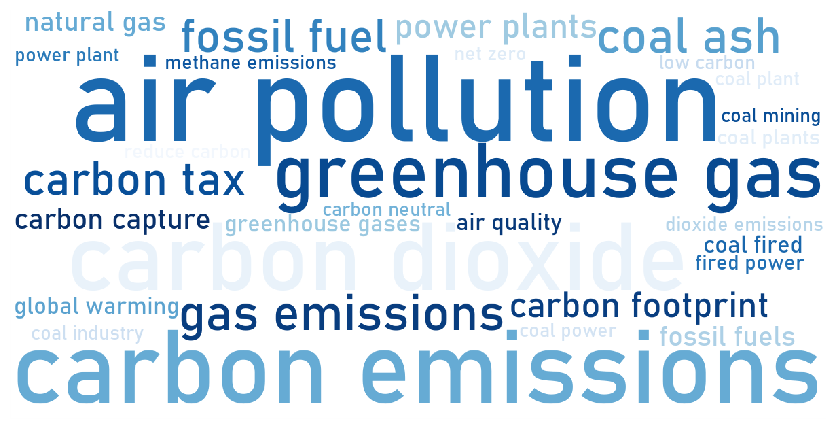 natural gas
fossil fuel
power plants
coal ash
power plant
methane emissions
net zero
low carbon
coal plant
air pollution
coal mining
coal plants
reduce carbon
carbon tax
greenhouse gas
carbon capture
greenhouse gases
carbon neutral
air quality
dioxide emissions
carbon dioxide
coal fired
fired power
global warming
gas emissions
carbon footprint
coal industry
coal power
fossil fuels
carbon emissions